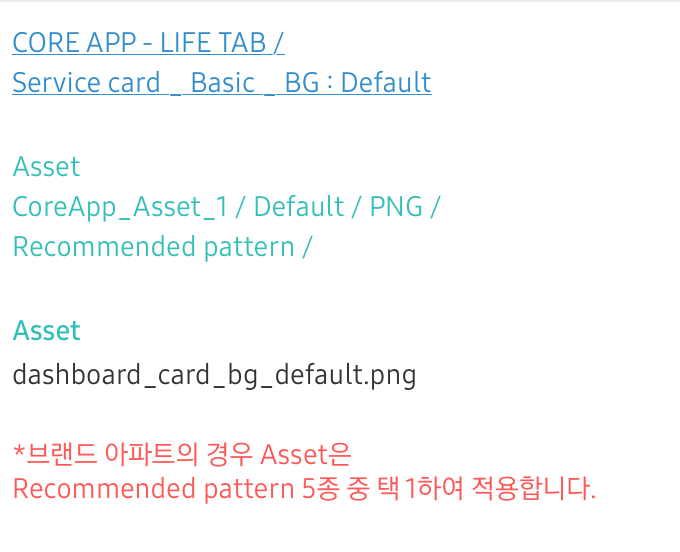 CORE APP - LIFE TAB /
Service card _ Basic _ BG : Default
Asset
CoreApp_Asset_1 / Default / PNG /
Recommended pattern /
Asset
dashboard_card_bg_default.png
*브랜드 아파트의 경우 Asset은
Recommended pattern 5종 중 택1하여 적용합니다.